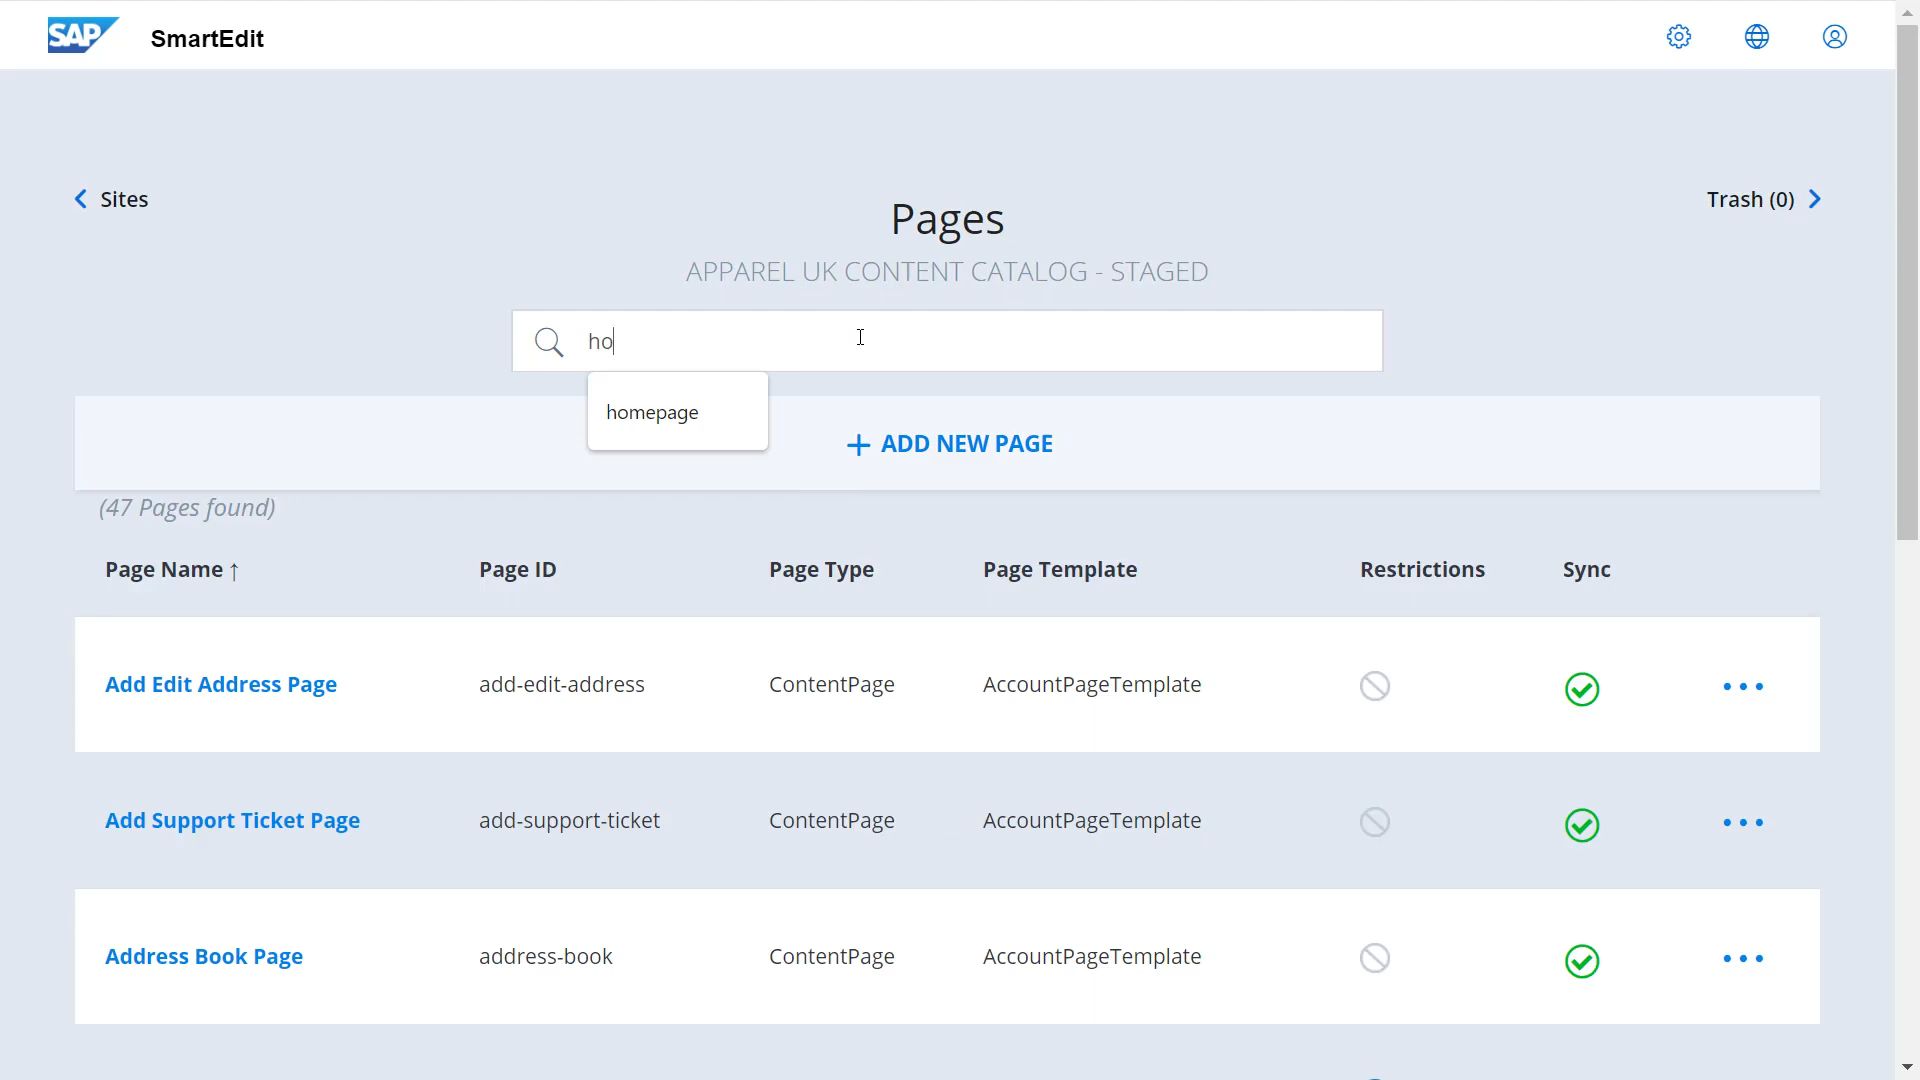 SAP SmartEdit
Sites
Trash (0)
Pages
APPAREL UK CONTENT CATALOG - STAGED
ho
homepage
+ ADD NEW PAGE
(47 Pages found)
Page Name ↑ Page ID Page Type Page Template Restrictions Sync
Add Edit Address Page add-edit-address ContentPage AccountPageTemplate
Add Support Ticket Page add-support-ticket ContentPage AccountPageTemplate
Address Book Page address-book ContentPage AccountPageTemplate